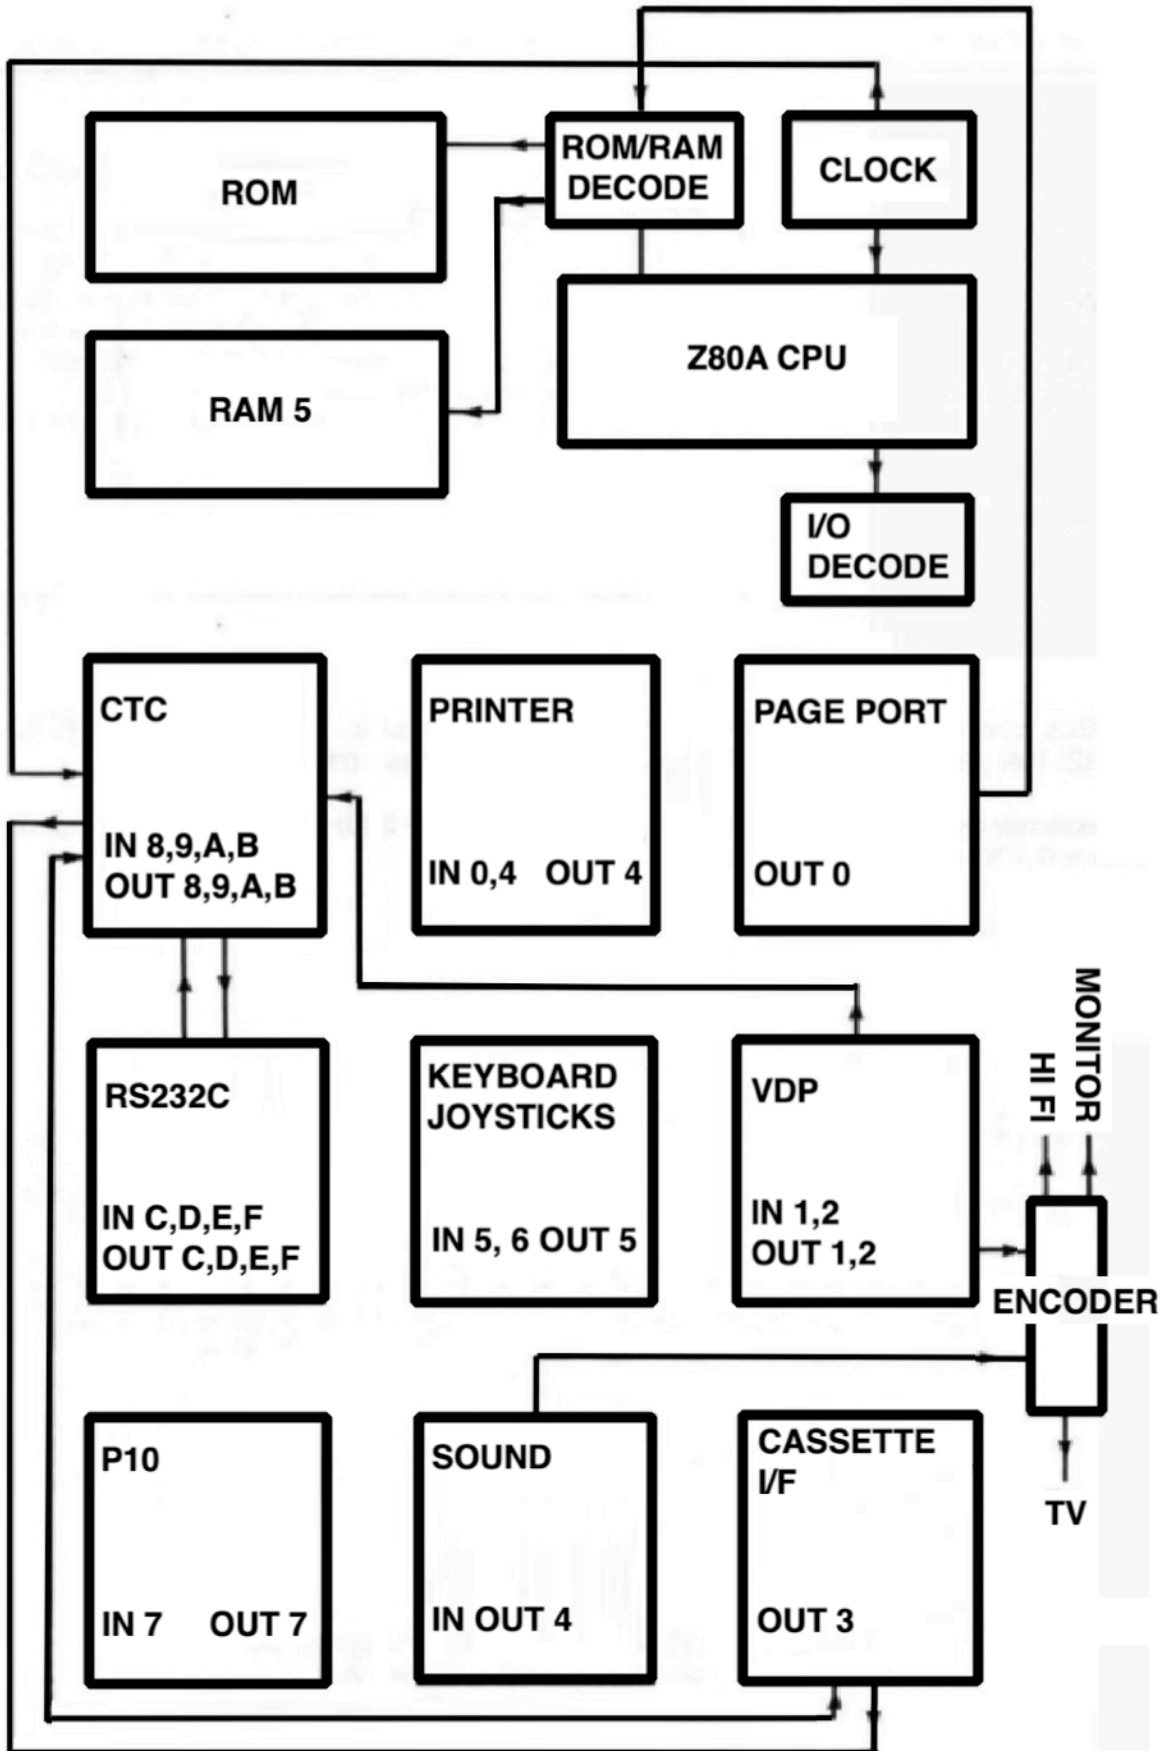 ROM
ROM/RAM
DECODE
CLOCK
RAM 5
Z80A CPU
I/O
DECODE
CTC
IN 8,9,A,B
OUT 8,9,A,B
PRINTER
IN 0,4 OUT 4
PAGE PORT
OUT 0
RS232C
IN C,D,E,F
OUT C,D,E,F
KEYBOARD
JOYSTICKS
IN 5, 6 OUT 5
VDP
IN 1,2
OUT 1,2
HI FI
MONITOR
ENCODER
TV
P10
IN 7 OUT 7
SOUND
IN OUT 4
CASSETTE
I/F
OUT 3